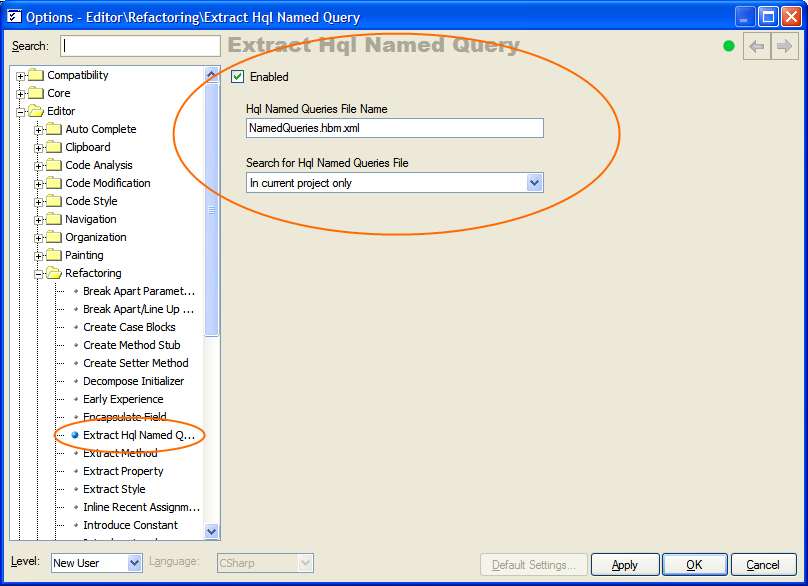 Options - Editor\Refactoring\Extract Hql Named Query
Search:
Extract Hql Named Query
Compatibility
Core
Editor
Auto Complete
Clipboard
Code Analysis
Code Modification
Code Style
Navigation
Organization
Painting
Refactoring
Break Apart Paramet...
Break Apart/Line Up ...
Create Case Blocks
Create Method Stub
Create Setter Method
Decompose Initializer
Early Experience
Encapsulate Field
Extract Hql Named Q...
Extract Method
Extract Property
Extract Style
Inline Recent Assignm...
Introduce Constant
Enabled
Hql Named Queries File Name
NamedQueries.hbm.xml
Search for Hql Named Queries File
In current project only
Level:
New User
Language:
CSharp
Default Settings...
Apply
OK
Cancel